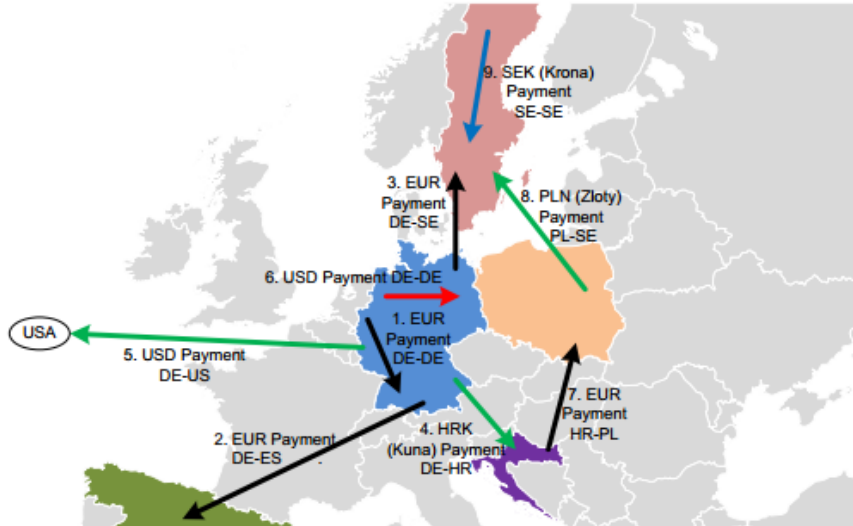 9. SEK (Krona)
Payment
SE-SE
3. EUR
Payment
DE-SE
8. PLN (Zloty)
Payment
PL-SE
6. USD Payment DE-DE
1. EUR
Payment
DE-DE
USA
5. USD Payment
DE-US
7. EUR
Payment
HR-PL
2. EUR Payment
DE-ES
4. HRK
(Kuna) Payment
DE-HR